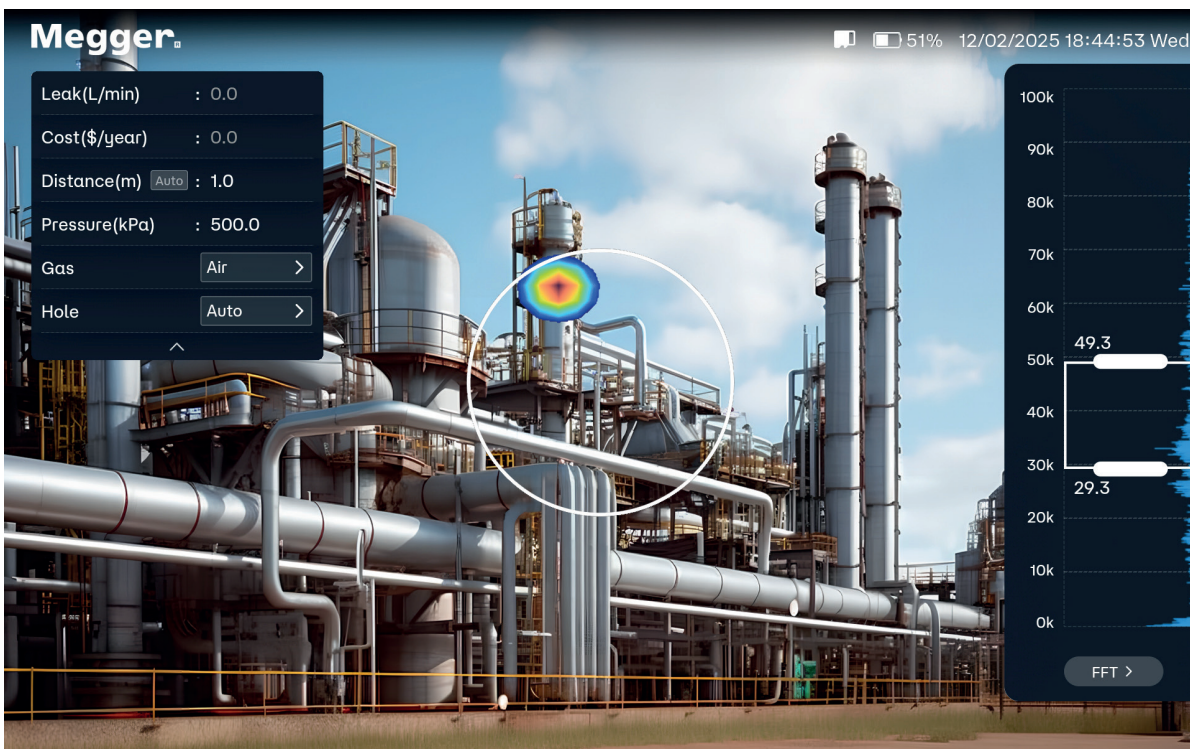 Megger
51% 12/02/2025 18:44:53 Wed
Leak(L/min) : 0.0
Cost($/year) : 0.0
Distance(m) Auto : 1.0
Pressure(kPa) : 500.0
Gas Air >
Hole Auto >
100k
90k
80k
70k
60k
49.3
50k
40k
30k
29.3
20k
10k
0k
FFT >